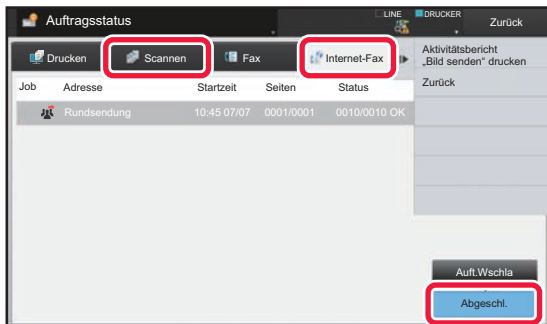 Auftragsstatus
LINE
DRUCKER
Zurück
Drucken
Scannen
Fax
Internet-Fax
Aktivitätsbericht
„Bild senden“ drucken
Zurück
Job Adresse Startzeit Seiten Status
Rundsendung 10:45 07/07 0001/0001 0010/0010 OK
Auft.Wschla
Abgeschl.